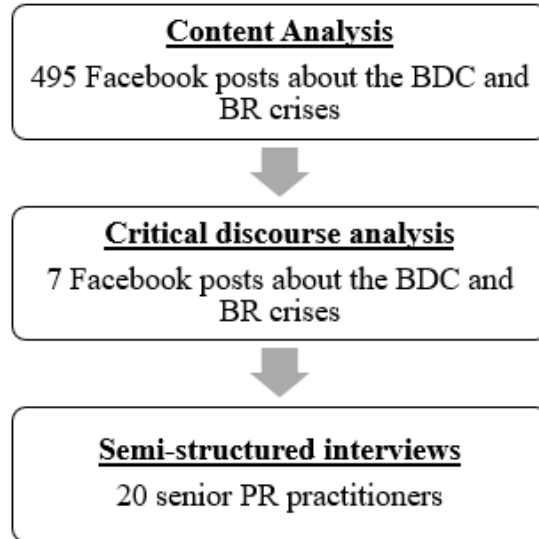 Content Analysis
495 Facebook posts about the BDC and
BR crises
Critical discourse analysis
7 Facebook posts about the BDC and
BR crises
Semi-structured interviews
20 senior PR practitioners